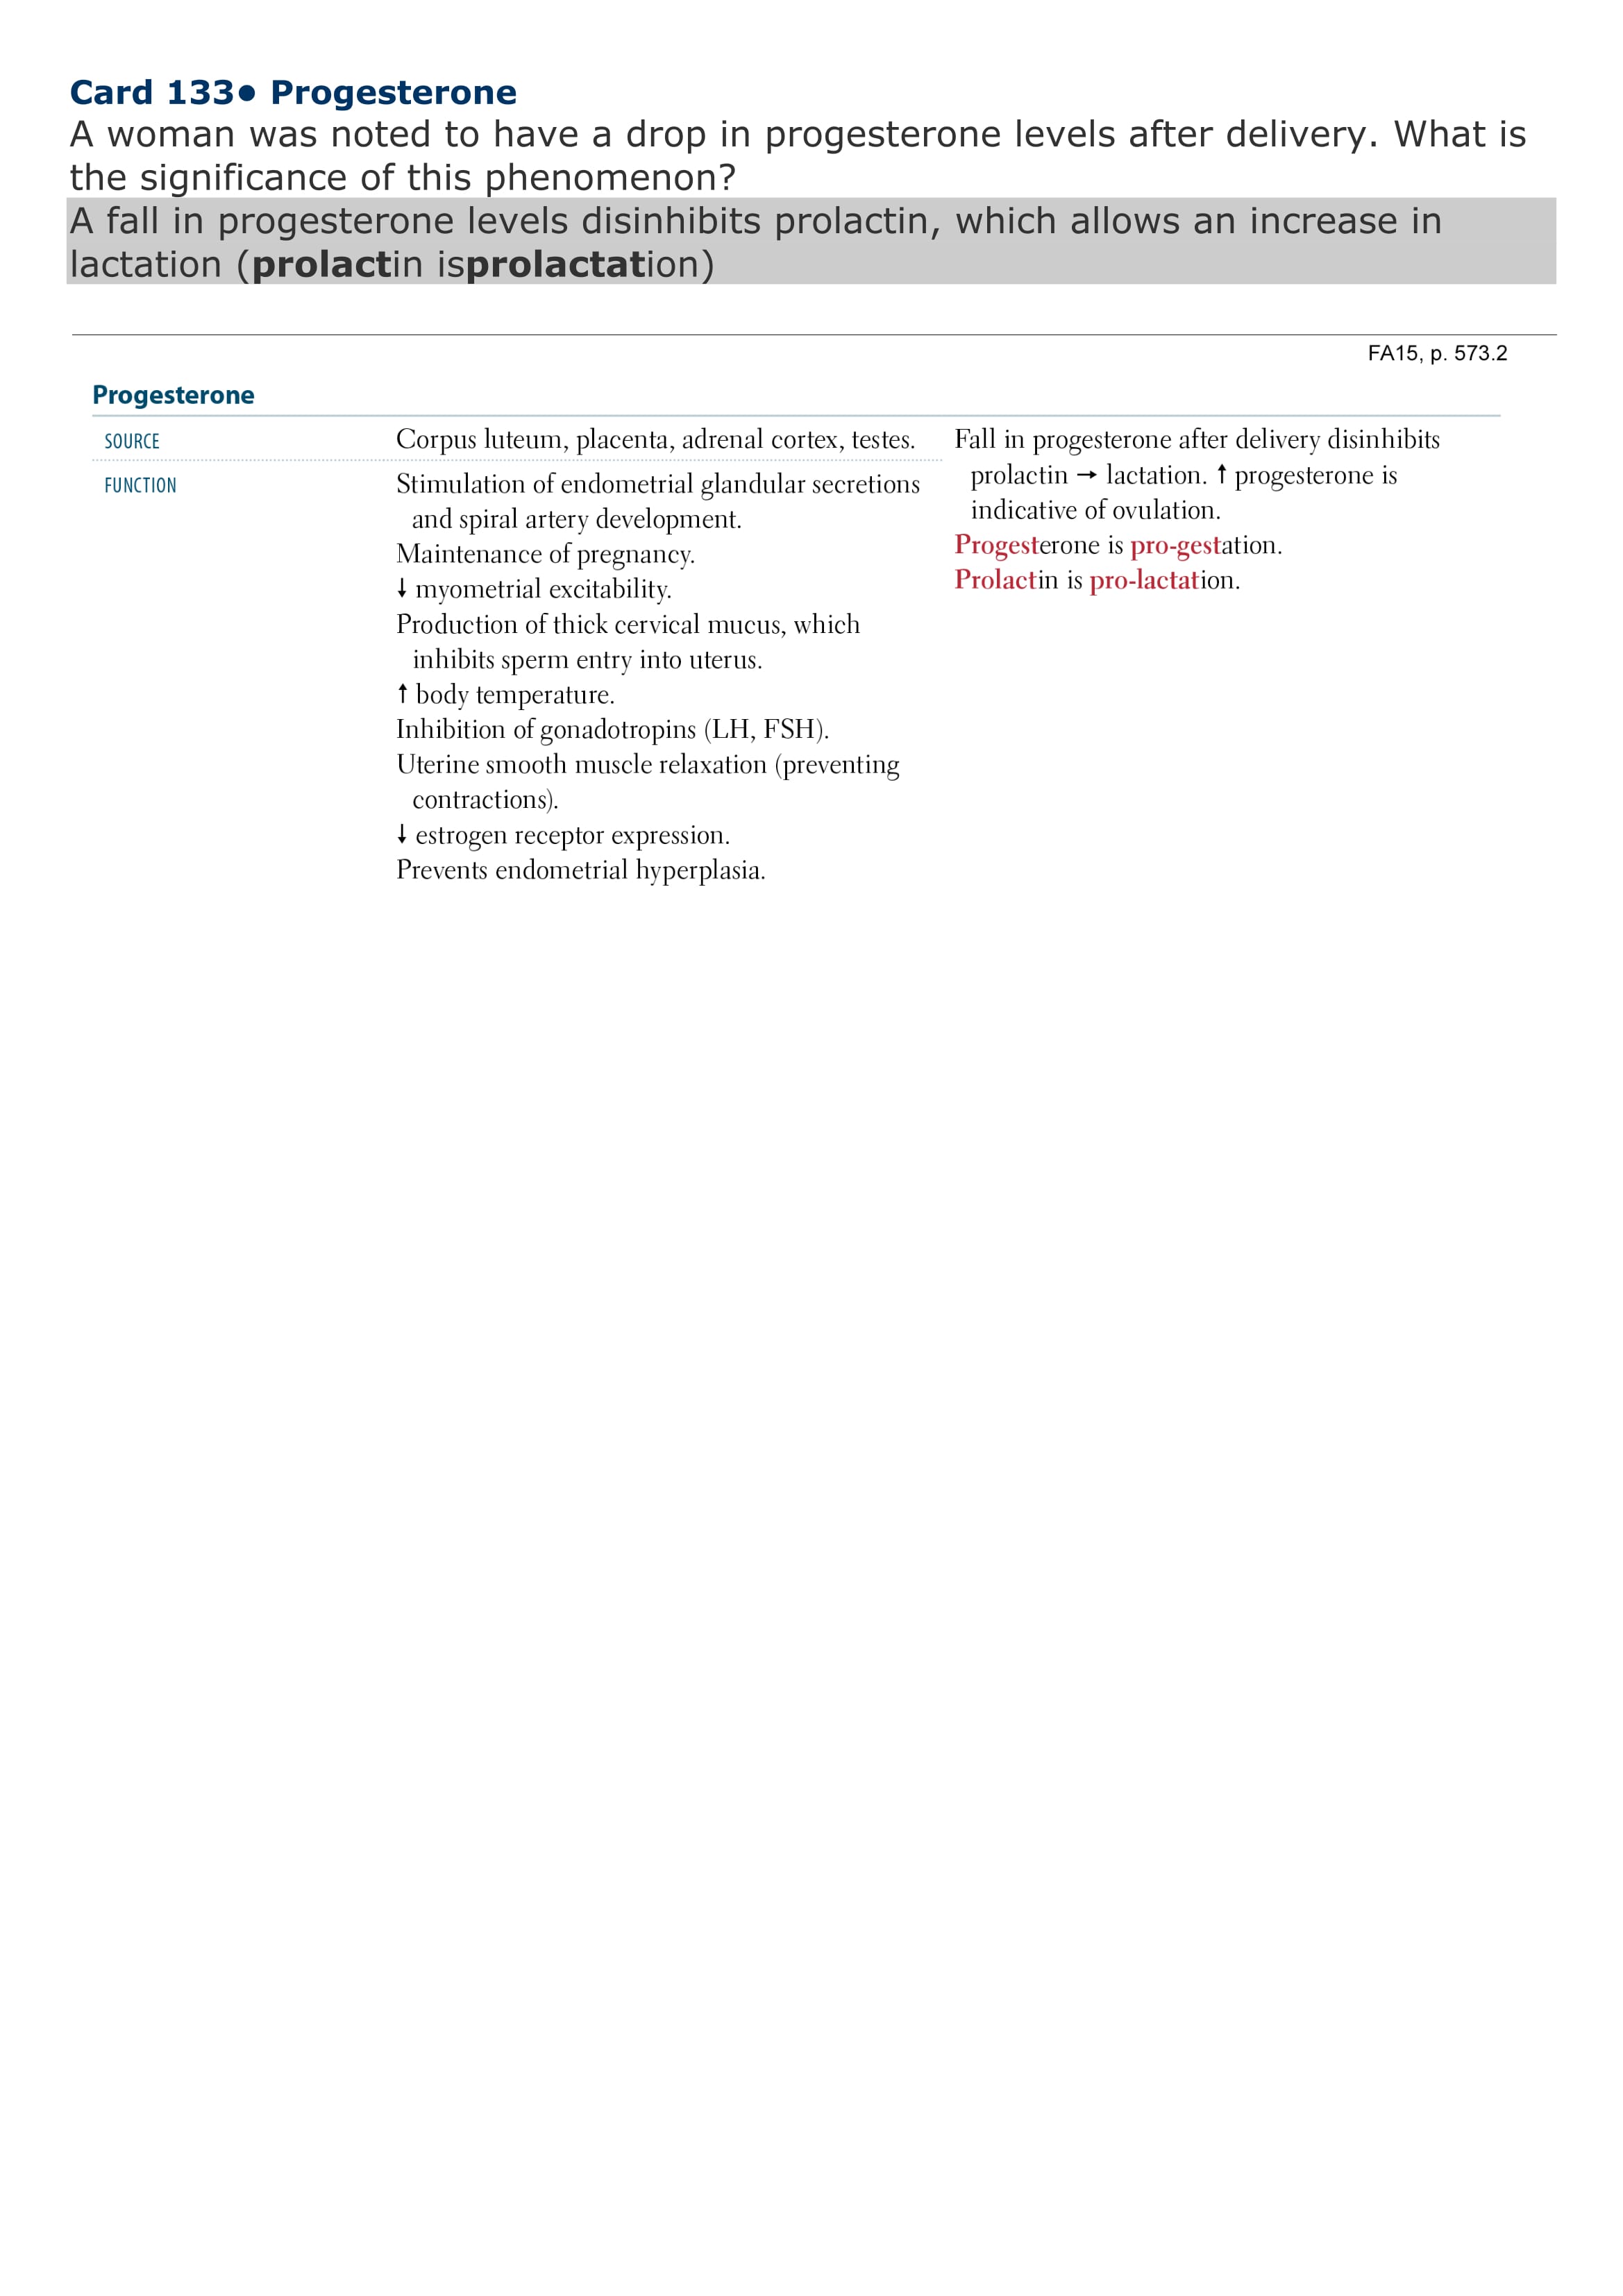 Card 133• Progesterone
A woman was noted to have a drop in progesterone levels after delivery. What is
the significance of this phenomenon?
A fall in progesterone levels disinhibits prolactin, which allows an increase in
lactation (prolactin isprolactation)
FA15, p. 573.2
Progesterone
SOURCE
Corpus luteum, placenta, adrenal cortex, testes.
FUNCTION
Stimulation of endometrial glandular secretions
and spiral artery development.
Maintenance of pregnancy.
↓ myometrial excitability.
Production of thick cervical mucus, which
inhibits sperm entry into uterus.
↑ body temperature.
Inhibition of gonadotropins (LH, FSH).
Uterine smooth muscle relaxation (preventing
contractions).
↓ estrogen receptor expression.
Prevents endometrial hyperplasia.
Fall in progesterone after delivery disinhibits
prolactin → lactation. ↑ progesterone is
indicative of ovulation.
Progesterone is pro-gestation.
Prolactin is pro-lactation.